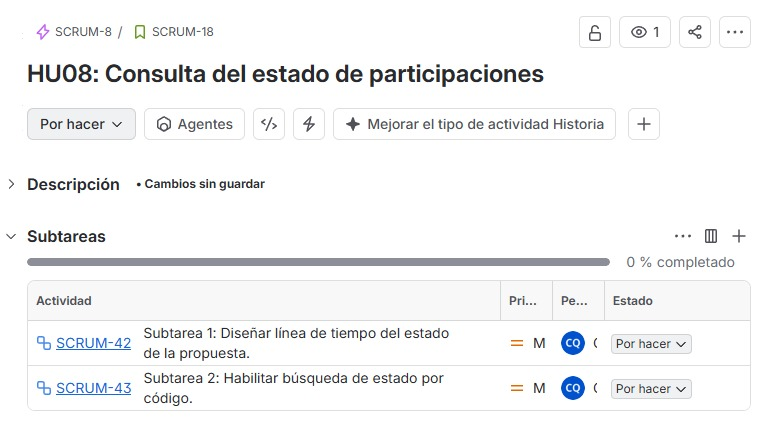 SCRUM-8 / SCRUM-18
1
HU08: Consulta del estado de participaciones
Por hacer
Agentes
Mejorar el tipo de actividad Historia
Descripción • Cambios sin guardar
Subtareas
0 % completado
Actividad Pri... Pe... Estado
SCRUM-42 Subtarea 1: Diseñar línea de tiempo del estado
de la propuesta.
M CQ Por hacer
SCRUM-43 Subtarea 2: Habilitar búsqueda de estado por
código.
M CQ Por hacer